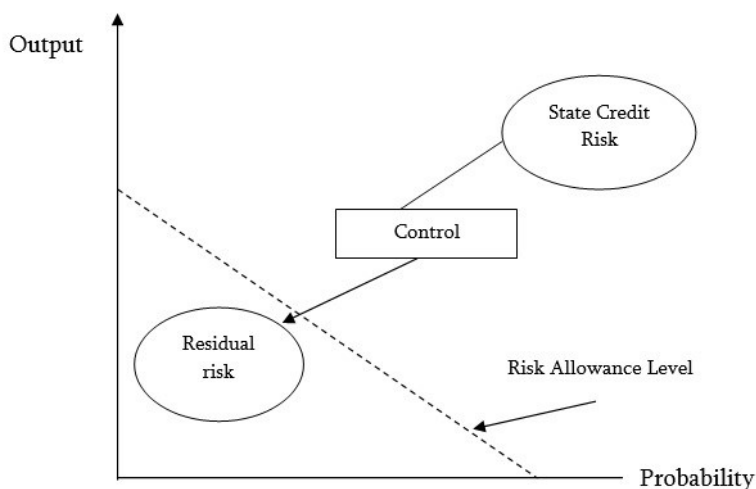 Output
State Credit
Risk
Control
Residual
risk
Risk Allowance Level
Probability